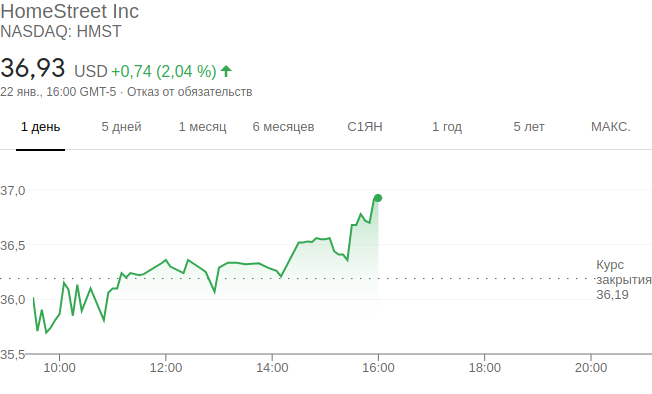 HomeStreet Inc
NASDAQ: HMST
36,93 USD +0,74 (2,04 %)
22 янв., 16:00 GMT-5 · Отказ от обязательств
1 день 5 дней 1 месяц 6 месяцев С1ЯН 1 год 5 лет МАКС.
37,0
36,5
Курс
закрытия
36,19
36,0
35,5
10:00 12:00 14:00 16:00 18:00 20:00